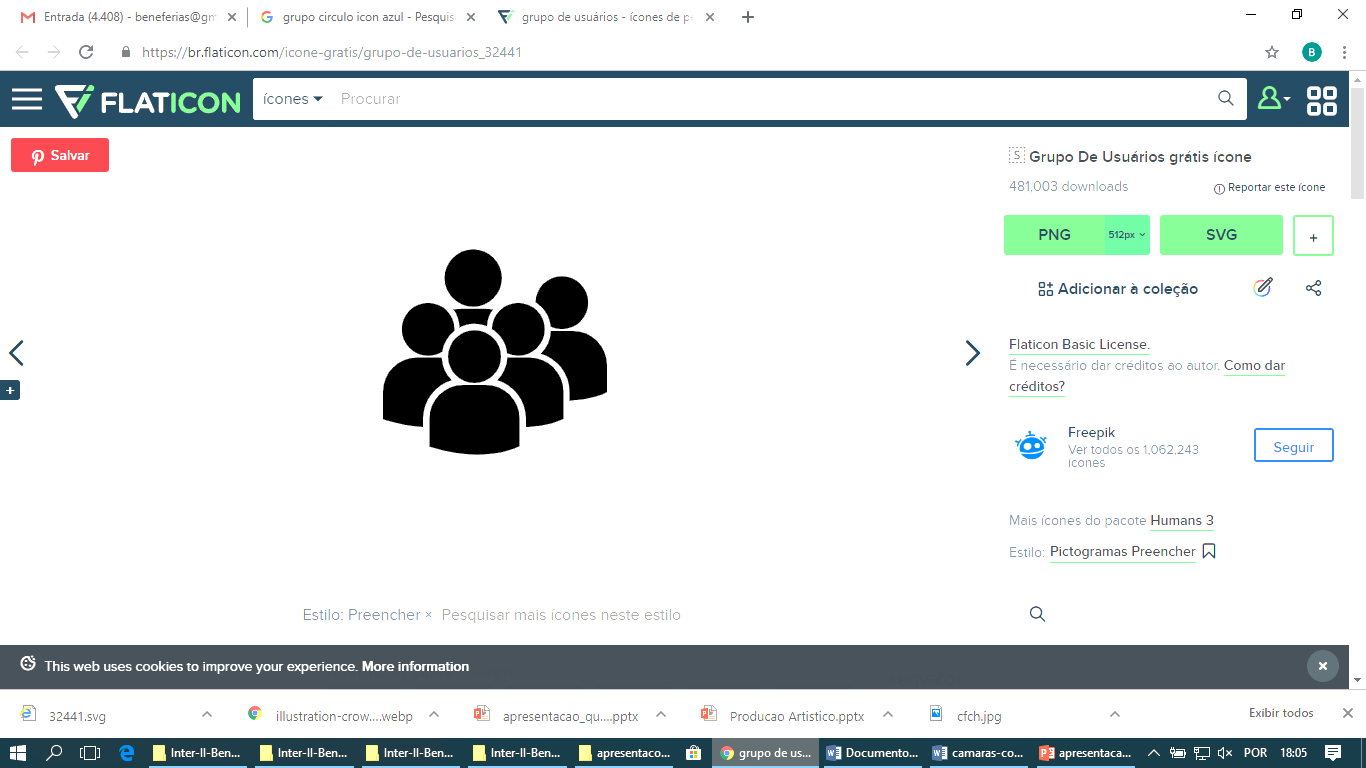 Entrada (4.408) - beneferias@gm
grupo circulo icon azul - Pesquis
grupo de usuários - ícones de p
https://br.flaticon.com/icone-gratis/grupo-de-usuarios_32441
B
FLATICON
ícones
Procurar
Salvar
S Grupo De Usuários grátis ícone
481,003 downloads
Reportar este ícone
PNG 512px
SVG
+
Adicionar à coleção
Flaticon Basic License.
É necessário dar créditos ao autor. Como dar
créditos?
+
Freepik
Ver todos os 1,062,243
ícones
Seguir
Mais ícones do pacote Humans 3
Estilo: Pictogramas Preencher
Estilo: Preencher × Pesquisar mais ícones neste estilo
This web uses cookies to improve your experience. More information
32441.svg
illustration-crow....webp
apresentacao_qu....pptx
Producao Artistico.pptx
cfch.jpg
Exibir todos
Inter-II-Ben...
Inter-II-Ben...
Inter-II-Ben...
Inter-II-Ben...
apresentaco...
grupo de us...
Documento...
camaras-co...
apresentaca...
POR
18:05